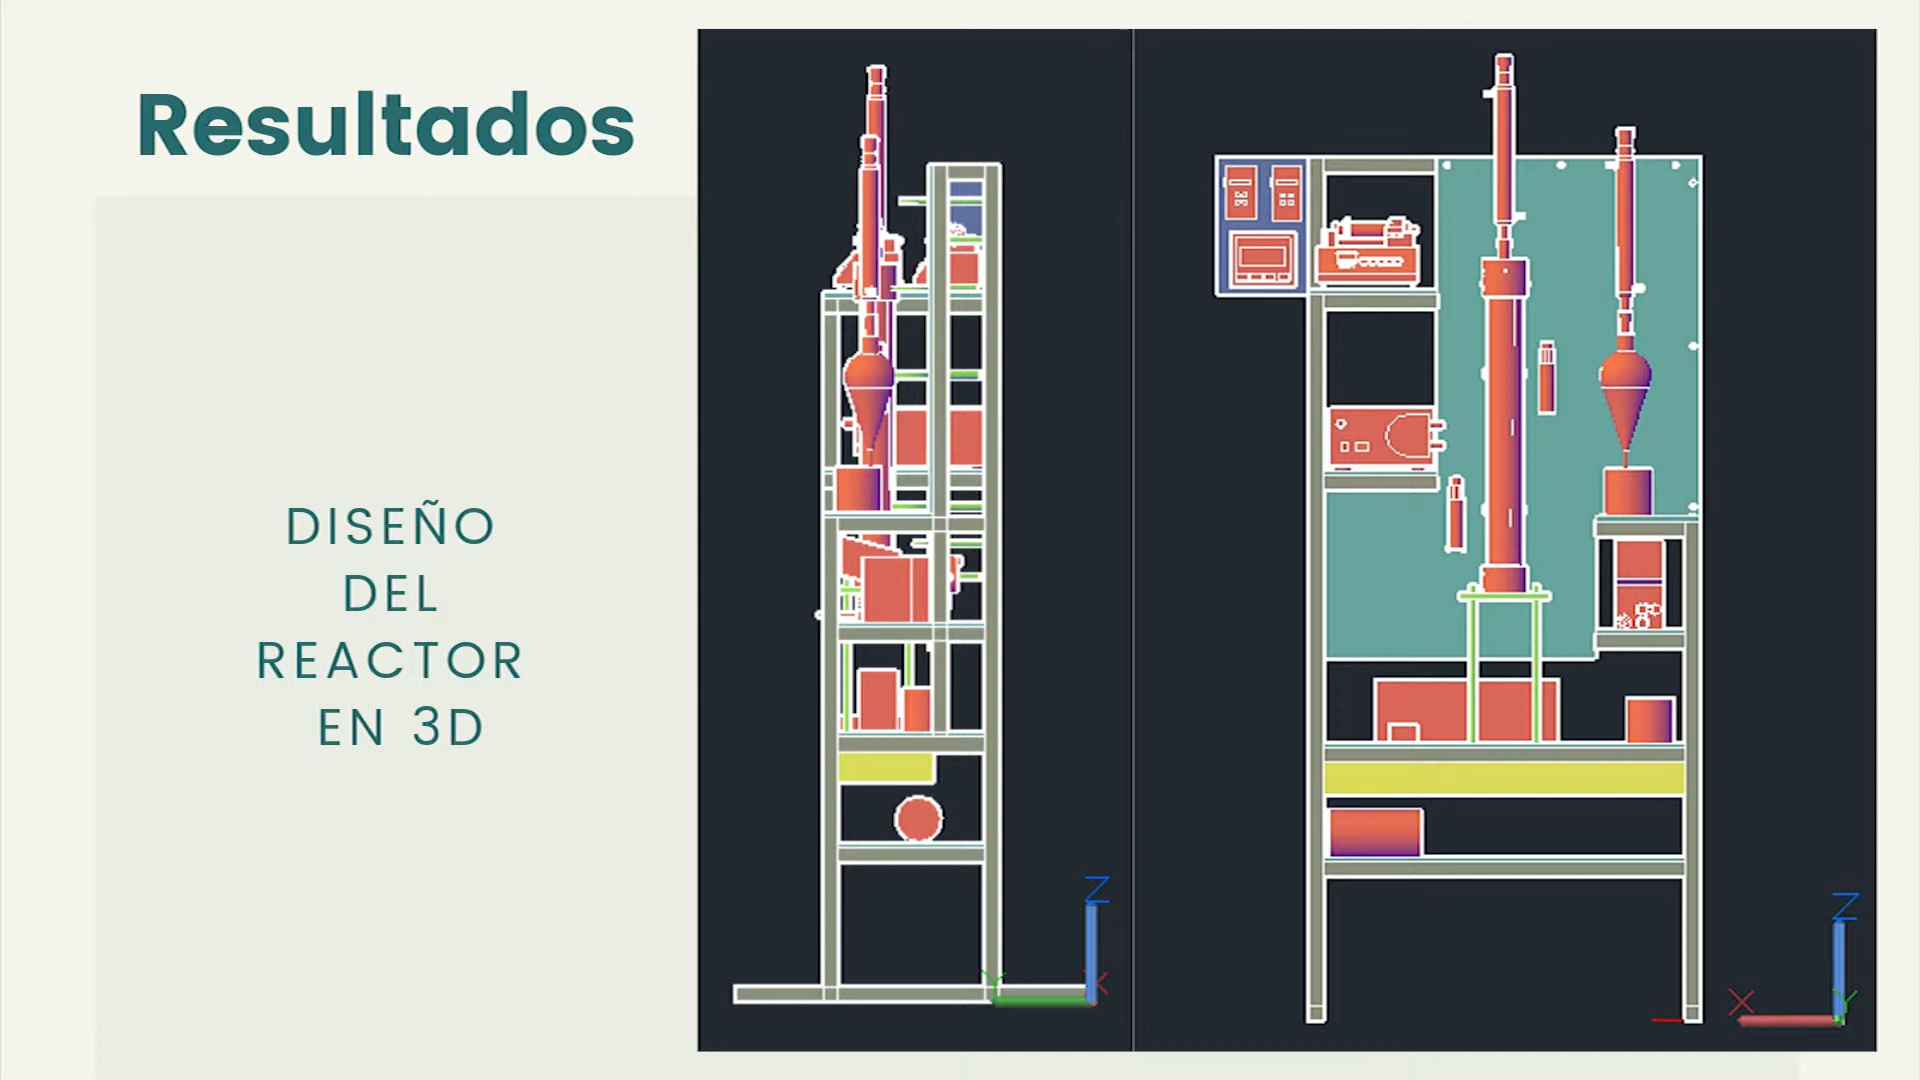 Resultados
DISEÑO
DEL
REACTOR
EN 3D
Z
Y
X
Z
X
Y